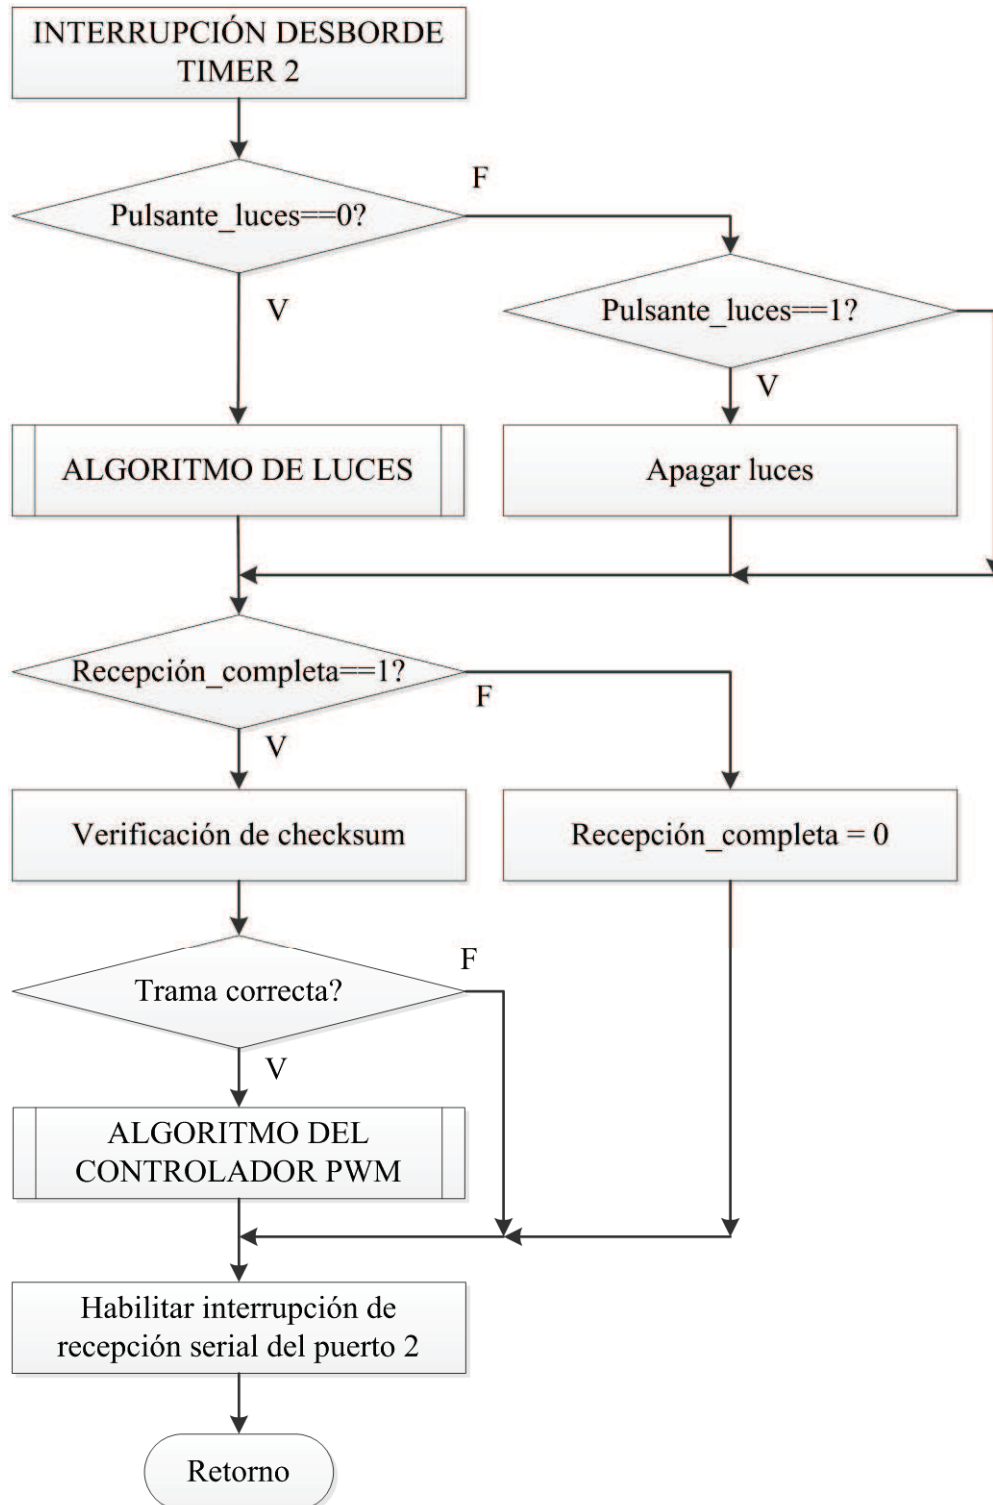 INTERRUPCIÓN DESBORDE
TIMER 2
F
Pulsante_luces==0?
V
Pulsante_luces==1?
V
ALGORITMO DE LUCES
Apagar luces
Recepción_completa==1?
F
V
Verificación de checksum
Recepción_completa = 0
F
Trama correcta?
V
ALGORITMO DEL
CONTROLADOR PWM
Habilitar interrupción de
recepción serial del puerto 2
Retorno